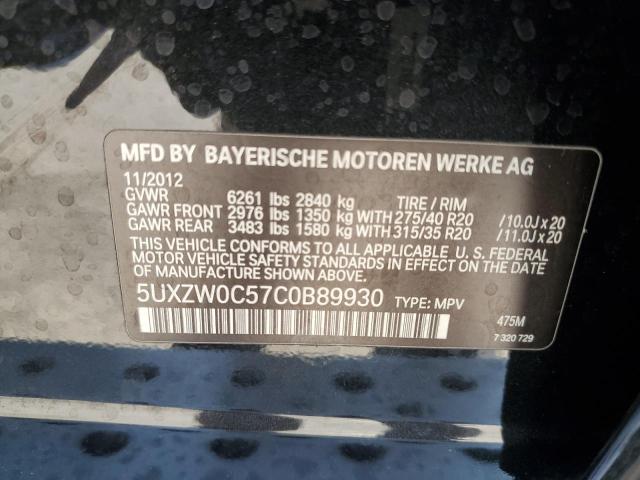 MFD BY BAYERISCHE MOTOREN WERKE AG
11/2012
GVWR 6261 lbs 2840 kg TIRE / RIM
GAWR FRONT 2976 lbs 1350 kg WITH 275/40 R20 /10.0J x 20
GAWR REAR 3483 lbs 1580 kg WITH 315/35 R20 /11.0J x 20
THIS VEHICLE CONFORMS TO ALL APPLICABLE U. S. FEDERAL
MOTOR VEHICLE SAFETY AND THEFT PREVENTION
STANDARDS IN EFFECT ON THE DATE OF
MANUFACTURE SHOWN ABOVE.
5UXZW0C57C0B89930 TYPE: MPV
475M
7 320 729